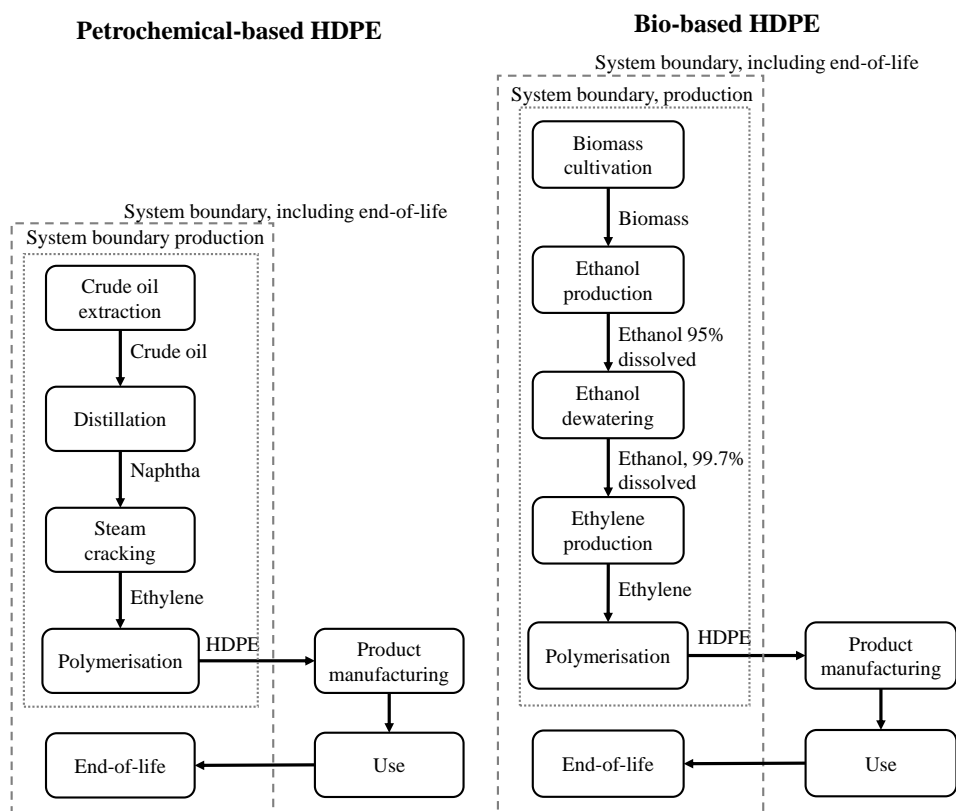 Petrochemical-based HDPE
System boundary, including end-of-life
System boundary production
Crude oil
extraction
Crude oil
Distillation
Naphtha
Steam
cracking
Ethylene
Polymerisation
HDPE
Product
manufacturing
Use
End-of-life
Bio-based HDPE
System boundary, including end-of-life
System boundary, production
Biomass
cultivation
Biomass
Ethanol
production
Ethanol 95%
dissolved
Ethanol
dewatering
Ethanol, 99.7%
dissolved
Ethylene
production
Ethylene
Polymerisation
HDPE
Product
manufacturing
Use
End-of-life